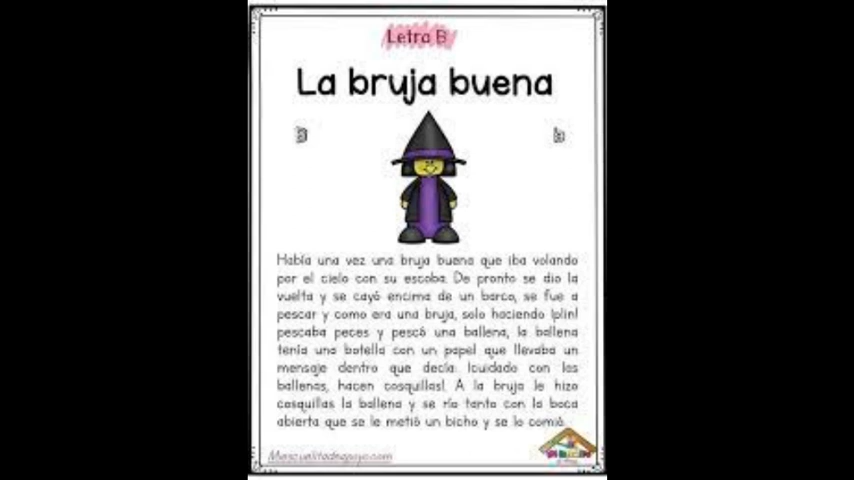 Letra B
La bruja buena
B b
Había una vez una bruja buena que iba volando
por el cielo con su escoba. De pronto se dio la
vuelta y se cayó encima de un barco, se fue a
pescar y como era una bruja, solo haciendo ¡plin!
pescaba peces y pescó una ballena, la ballena
tenía una botella con un papel que llevaba un
mensaje dentro que decía: ¡cuidado con las
ballenas, hacen cosquillas! A la bruja le hizo
cosquillas la ballena y se río tanto con la boca
abierta que se le metió un bicho y se lo comió.